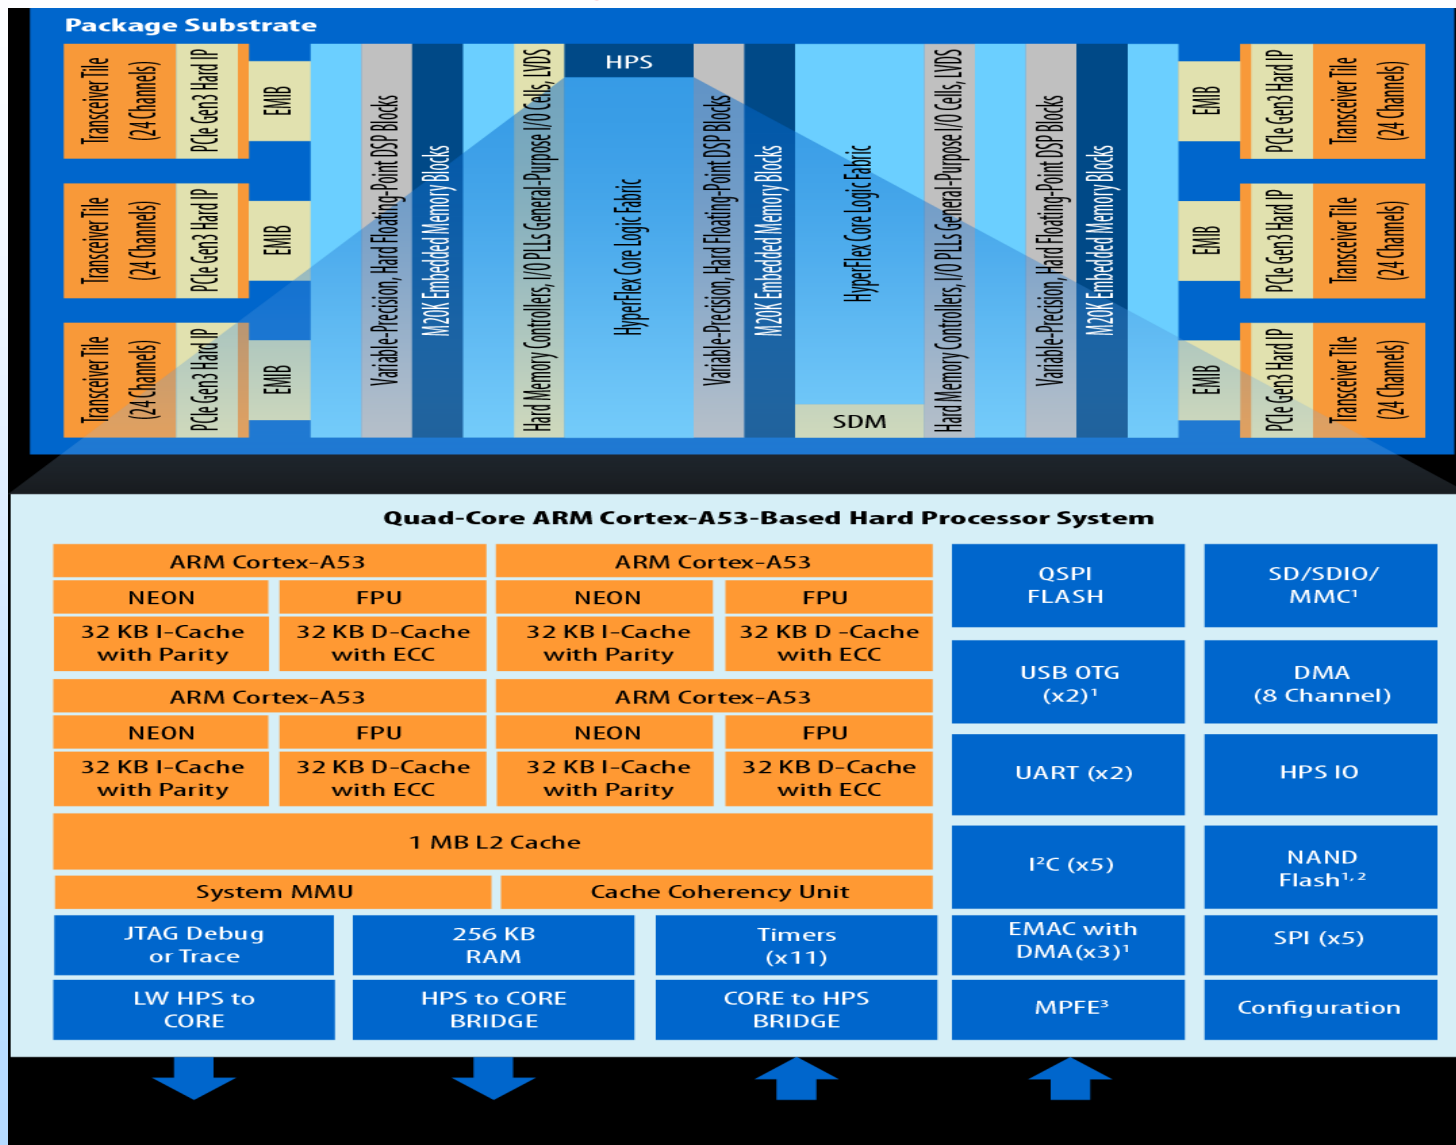 Package Substrate
Transceiver Tile
(24 Channels)
PCIe Gen3 Hard IP
EMIB
Transceiver Tile
(24 Channels)
PCIe Gen3 Hard IP
EMIB
Transceiver Tile
(24 Channels)
PCIe Gen3 Hard IP
EMIB
Variable-Precision, Hard Floating-Point DSP Blocks
M20K Embedded Memory Blocks
Hard Memory Controllers, I/O PLLs General-Purpose I/O Cells, LVDS
HPS
HyperFlex Core Logic Fabric
Variable-Precision, Hard Floating-Point DSP Blocks
M20K Embedded Memory Blocks
HyperFlex Core Logic Fabric
SDM
Hard Memory Controllers, I/O PLLs General-Purpose I/O Cells, LVDS
Variable-Precision, Hard Floating-Point DSP Blocks
M20K Embedded Memory Blocks
EMIB
PCIe Gen3 Hard IP
Transceiver Tile
(24 Channels)
EMIB
PCIe Gen3 Hard IP
Transceiver Tile
(24 Channels)
EMIB
PCIe Gen3 Hard IP
Transceiver Tile
(24 Channels)
Quad-Core ARM Cortex-A53-Based Hard Processor System
ARM Cortex-A53
NEON
FPU
32 KB I-Cache
with Parity
32 KB D-Cache
with ECC
ARM Cortex-A53
NEON
FPU
32 KB I-Cache
with Parity
32 KB D -Cache
with ECC
ARM Cortex-A53
NEON
FPU
32 KB I-Cache
with Parity
32 KB D-Cache
with ECC
ARM Cortex-A53
NEON
FPU
32 KB I-Cache
with Parity
32 KB D-Cache
with ECC
1 MB L2 Cache
System MMU
Cache Coherency Unit
JTAG Debug
or Trace
256 KB
RAM
Timers
(x11)
LW HPS to
CORE
HPS to CORE
BRIDGE
CORE to HPS
BRIDGE
QSPI
FLASH
SD/SDIO/
MMC¹
USB OTG
(x2)¹
DMA
(8 Channel)
UART (x2)
HPS IO
I²C (x5)
NAND
Flash¹,²
EMAC with
DMA(x3)¹
SPI (x5)
MPFE³
Configuration